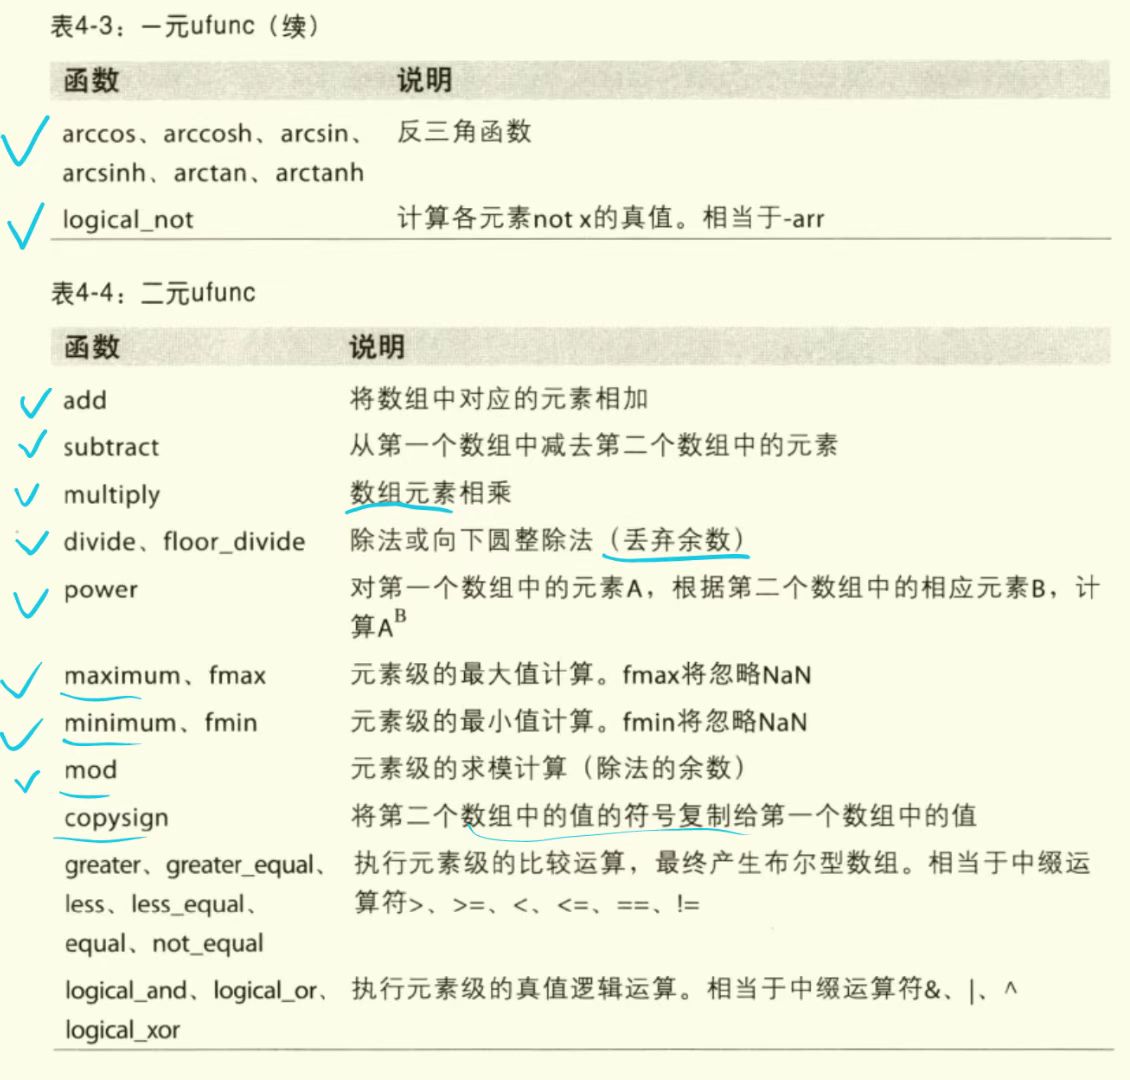 表4-3：一元ufunc（续）
函数 说明
arccos、arccosh、arcsin、 反三角函数
arcsinh、arctan、arctanh
logical_not 计算各元素not x的真值。相当于-arr
表4-4：二元ufunc
函数 说明
add 将数组中对应的元素相加
subtract 从第一个数组中减去第二个数组中的元素
multiply 数组元素相乘
divide、floor_divide 除法或向下圆整除法（丢弃余数）
power 对第一个数组中的元素A，根据第二个数组中的相应元素B，计
算A^B
maximum、fmax 元素级的最大值计算。fmax将忽略NaN
minimum、fmin 元素级的最小值计算。fmin将忽略NaN
mod 元素级的求模计算（除法的余数）
copysign 将第二个数组中的值的符号复制给第一个数组中的值
greater、greater_equal、 执行元素级的比较运算，最终产生布尔型数组。相当于中缀运
less、less_equal、 算符>、>=、<、<=、==、!=
equal、not_equal
logical_and、logical_or、 执行元素级的真值逻辑运算。相当于中缀运算符&、|、^
logical_xor